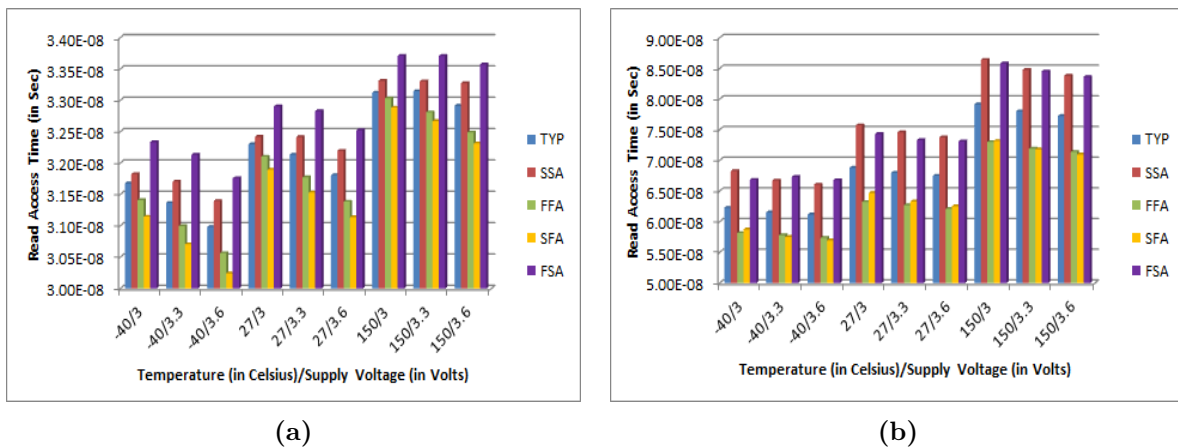 Read Access Time (in Sec)
3.40E-08
3.35E-08
3.30E-08
3.25E-08
3.20E-08
3.15E-08
3.10E-08
3.05E-08
3.00E-08
-40/3
-40/3.3
-40/3.6
27/3
27/3.3
27/3.6
150/3
150/3.3
150/3.6
Temperature (in Celsius)/Supply Voltage (in Volts)
TYP
SSA
FFA
SFA
FSA
(a)
Read Access Time (in Sec)
9.00E-08
8.50E-08
8.00E-08
7.50E-08
7.00E-08
6.50E-08
6.00E-08
5.50E-08
5.00E-08
-40/3
-40/3.3
-40/3.6
27/3
27/3.3
27/3.6
150/3
150/3.3
150/3.6
Temperature (in Celsius)/Supply Voltage (in Volts)
TYP
SSA
FFA
SFA
FSA
(b)